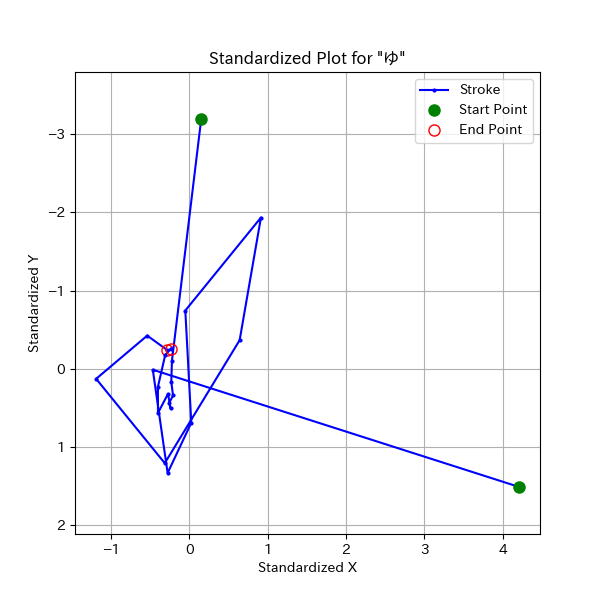 Standardized Plot for "ゆ"
Stroke
Start Point
End Point
Standardized Y
−3
−2
−1
0
1
2
−1 0 1 2 3 4
Standardized X